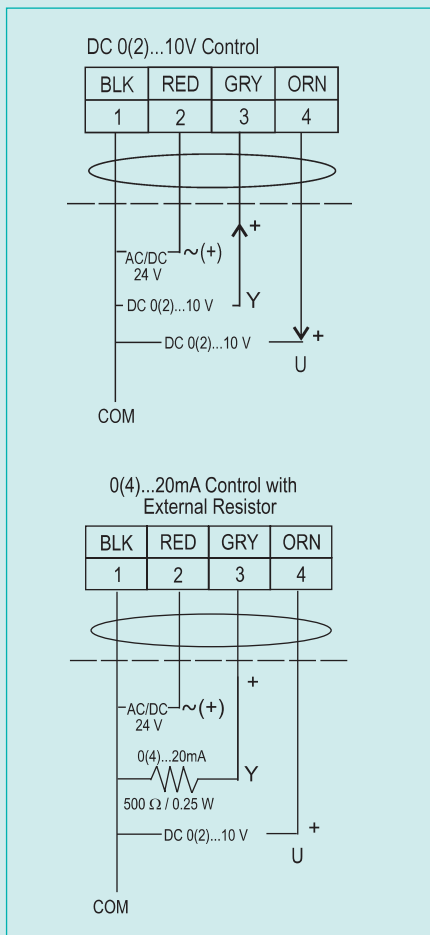 DC 0(2)...10V Control
BLK RED GRY ORN
1 2 3 4
+
AC/DC ~(+)
24 V
DC 0(2)...10 V Y
DC 0(2)...10 V +
U
COM
0(4)...20mA Control with
External Resistor
BLK RED GRY ORN
1 2 3 4
+
AC/DC ~(+)
24 V
0(4)...20mA
Y
500 Ω / 0.25 W
DC 0(2)...10 V +
U
COM